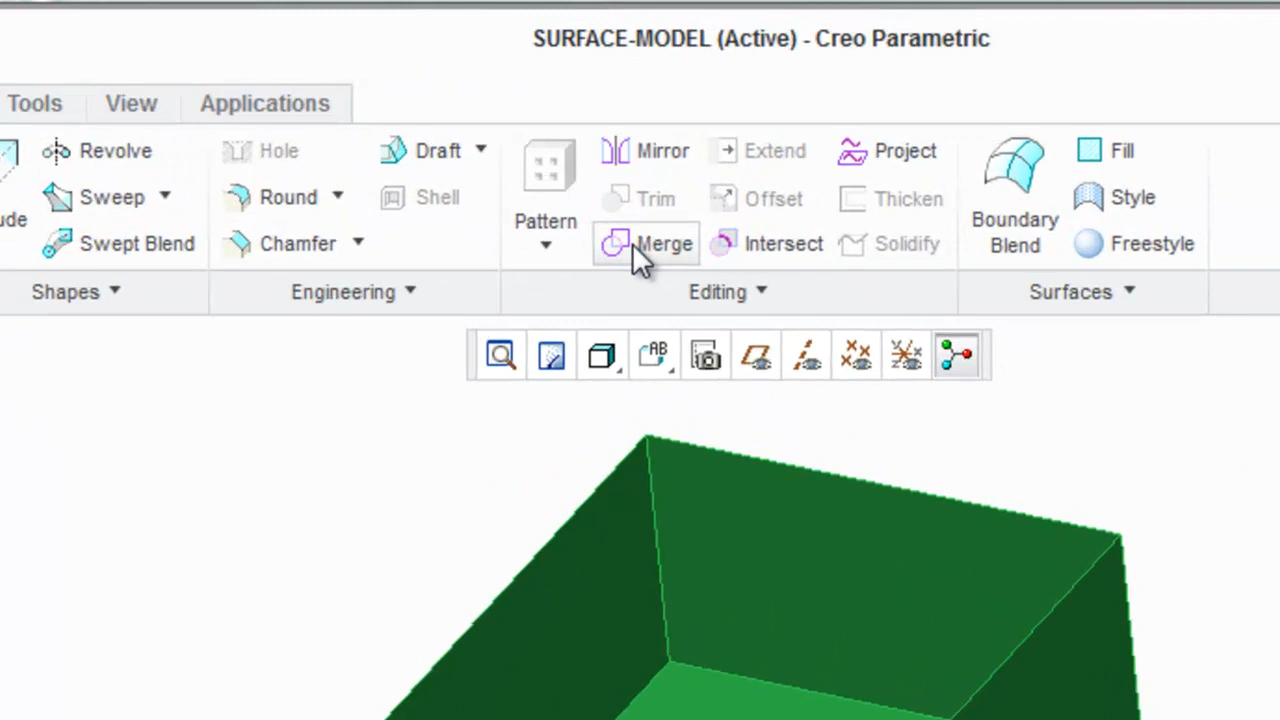 SURFACE-MODEL (Active) - Creo Parametric
Tools View Applications
Revolve Hole Draft Mirror Extend Project Fill
Sweep Round Shell Trim Offset Thicken Style
ude Pattern Boundary Blend
Swept Blend Chamfer Merge Intersect Solidify Freestyle
Shapes Engineering Editing Surfaces
AB